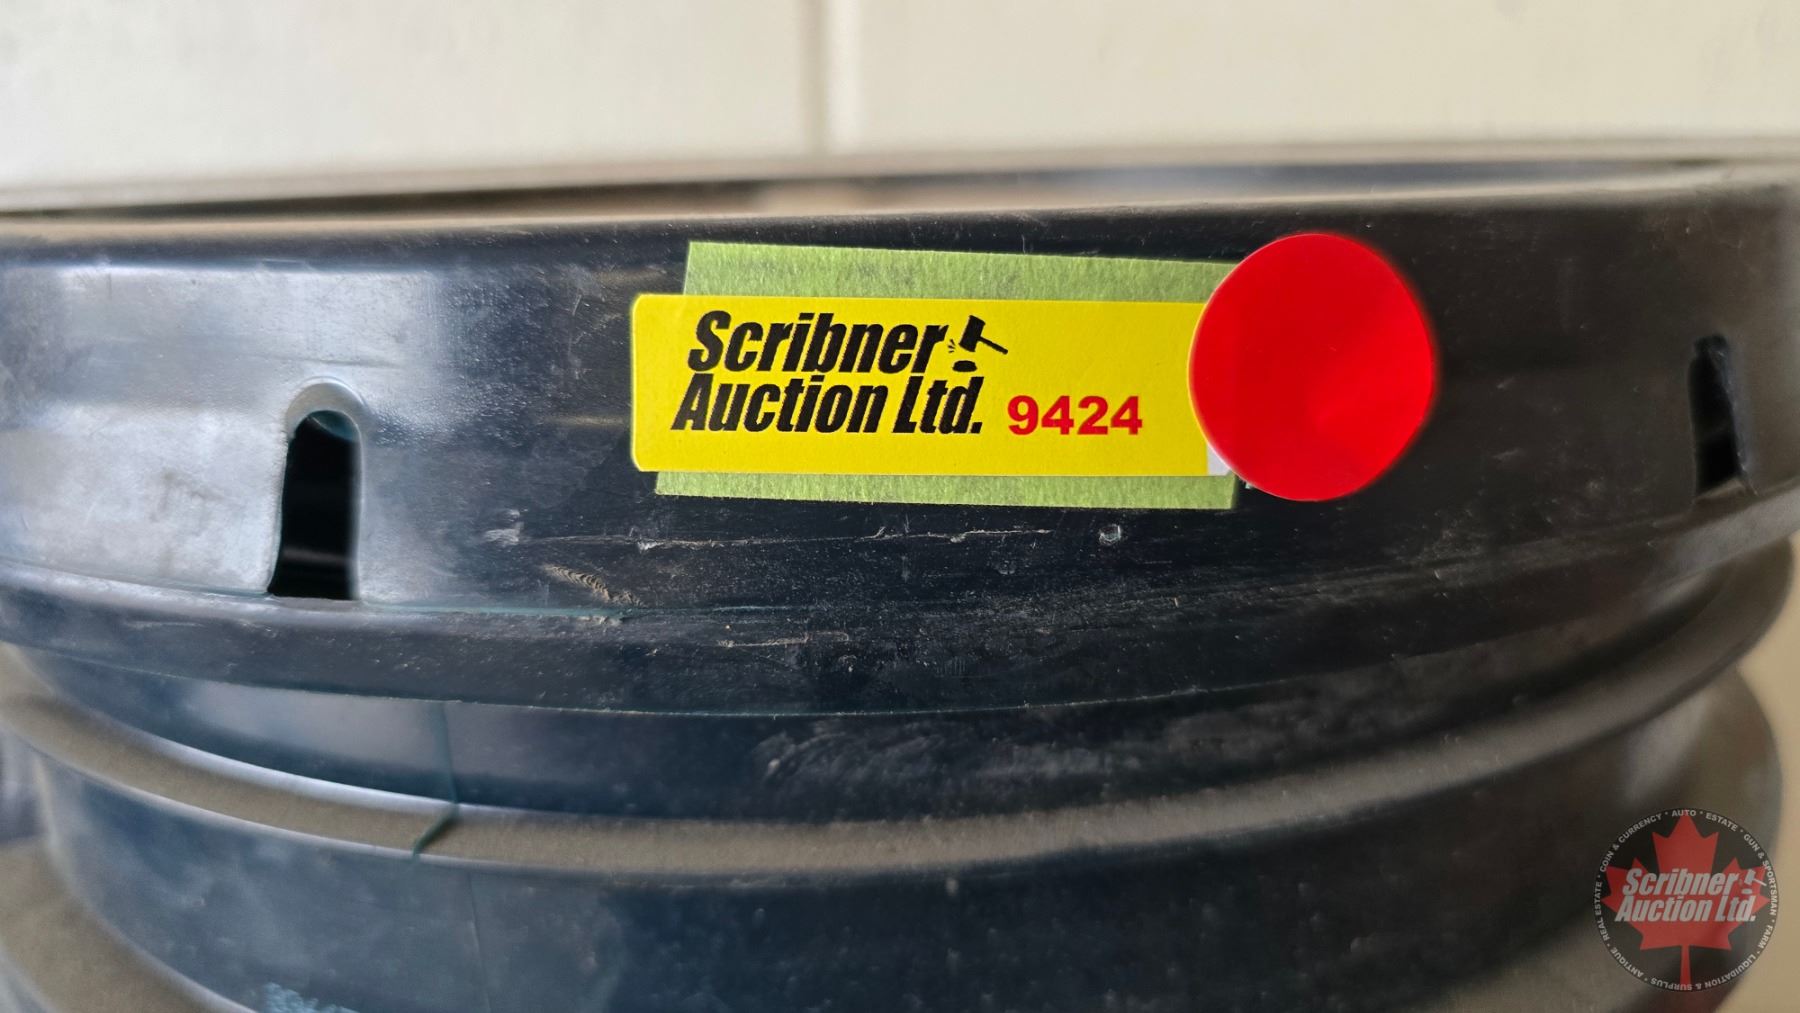 Scribner
Auction Ltd. 9424
COIN & CURRENCY • AUTO • ESTATE • GUN & SPORTSMAN • FARM • LIQUIDATION & SURPLUS • ANTIQUE • REAL ESTATE •
Scribner
Auction Ltd.